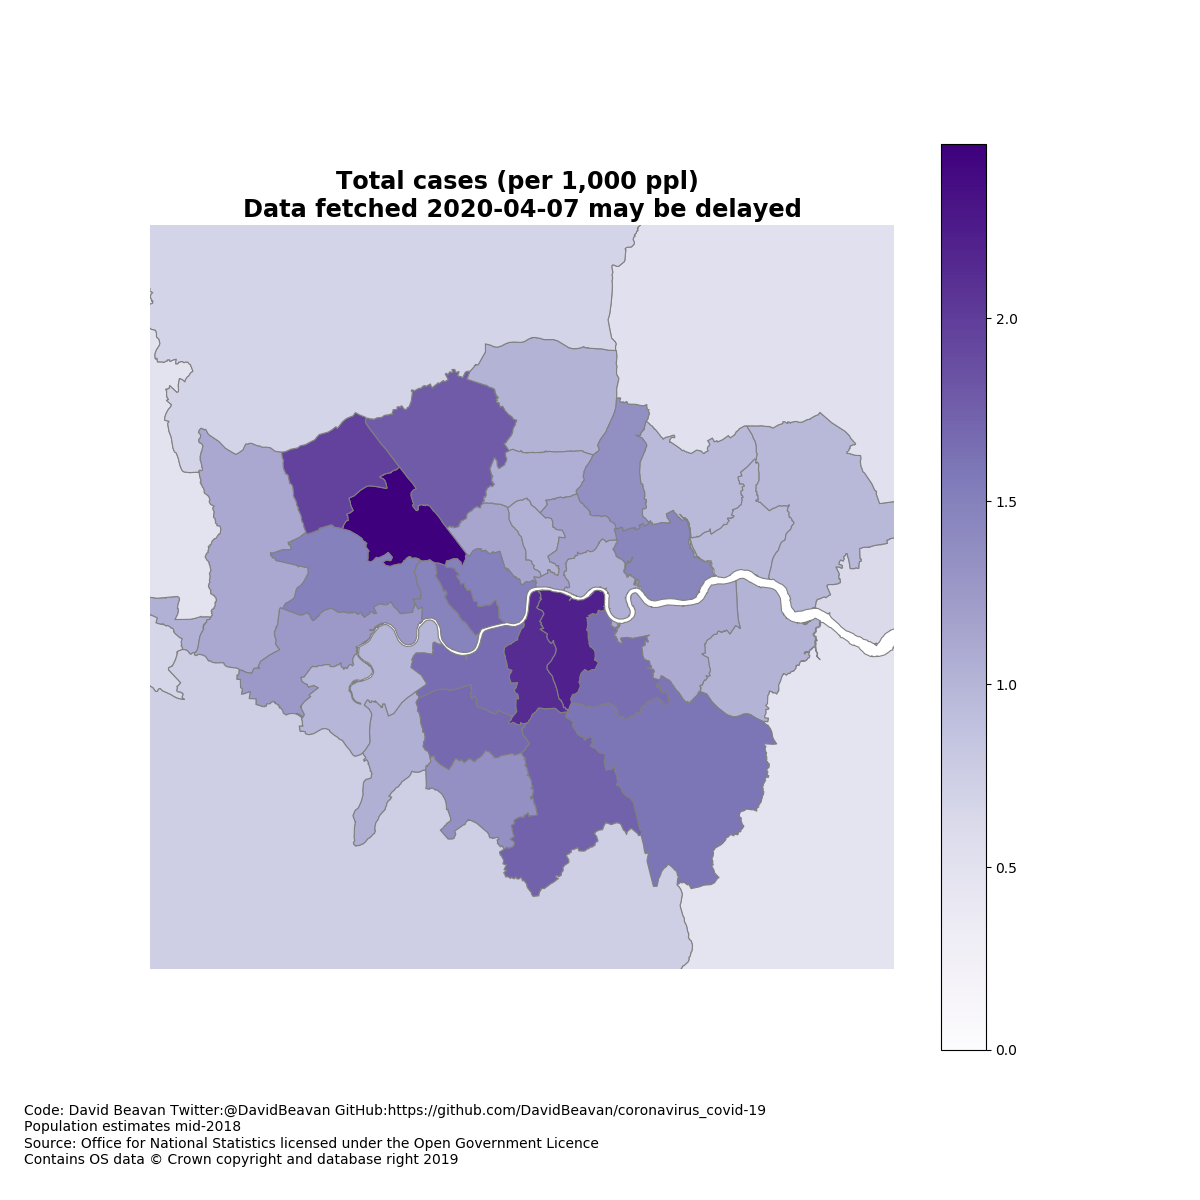 Total cases (per 1,000 ppl)
Data fetched 2020-04-07 may be delayed
2.0
1.5
1.0
0.5
0.0
Code: David Beavan Twitter:@DavidBeavan GitHub:https://github.com/DavidBeavan/coronavirus_covid-19
Population estimates mid-2018
Source: Office for National Statistics licensed under the Open Government Licence
Contains OS data © Crown copyright and database right 2019